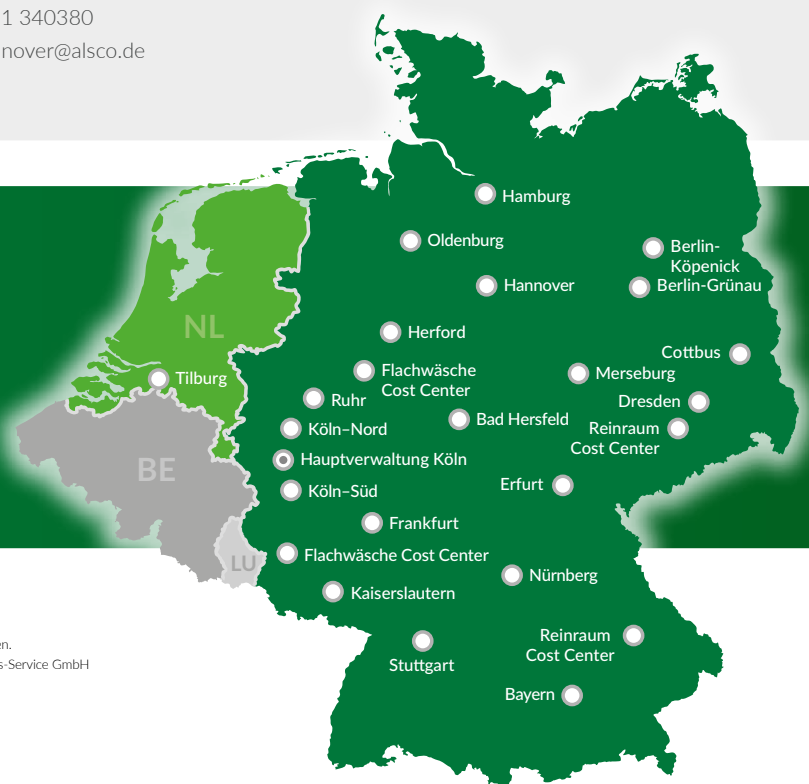 1 340380
nover@alsco.de
Hamburg
Oldenburg
Berlin-
Köpenick
Hannover
Berlin-Grünau
NL
Herford
Cottbus
Flachwäsche
Cost Center
Merseburg
Tilburg
Ruhr
Dresden
Bad Hersfeld
Köln–Nord
Reinraum
Cost Center
Hauptverwaltung Köln
BE
Köln–Süd
Erfurt
Frankfurt
Flachwäsche Cost Center
LU
Nürnberg
Kaiserslautern
Reinraum
Cost Center
en.
s-Service GmbH
Stuttgart
Bayern